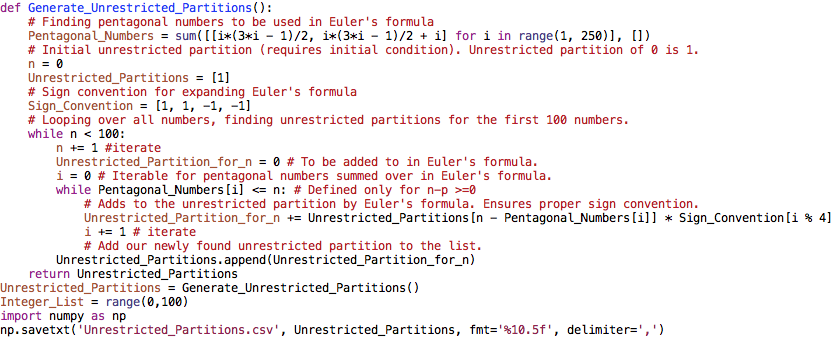 def Generate_Unrestricted_Partitions():
    # Finding pentagonal numbers to be used in Euler's formula
    Pentagonal_Numbers = sum([[i*(3*i - 1)/2, i*(3*i - 1)/2 + i] for i in range(1, 250)], [])
    # Initial unrestricted partition (requires initial condition). Unrestricted partition of 0 is 1.
    n = 0
    Unrestricted_Partitions = [1]
    # Sign convention for expanding Euler's formula
    Sign_Convention = [1, 1, -1, -1]
    # Looping over all numbers, finding unrestricted partitions for the first 100 numbers.
    while n < 100:
        n += 1 #iterate
        Unrestricted_Partition_for_n = 0 # To be added to in Euler's formula.
        i = 0 # Iterable for pentagonal numbers summed over in Euler's formula.
        while Pentagonal_Numbers[i] <= n: # Defined only for n-p >=0
            # Adds to the unrestricted partition by Euler's formula. Ensures proper sign convention.
            Unrestricted_Partition_for_n += Unrestricted_Partitions[n - Pentagonal_Numbers[i]] * Sign_Convention[i % 4]
            i += 1 # iterate
            # Add our newly found unrestricted partition to the list.
        Unrestricted_Partitions.append(Unrestricted_Partition_for_n)
    return Unrestricted_Partitions
Unrestricted_Partitions = Generate_Unrestricted_Partitions()
Integer_List = range(0,100)
import numpy as np
np.savetxt('Unrestricted_Partitions.csv', Unrestricted_Partitions, fmt='%10.5f', delimiter=',')